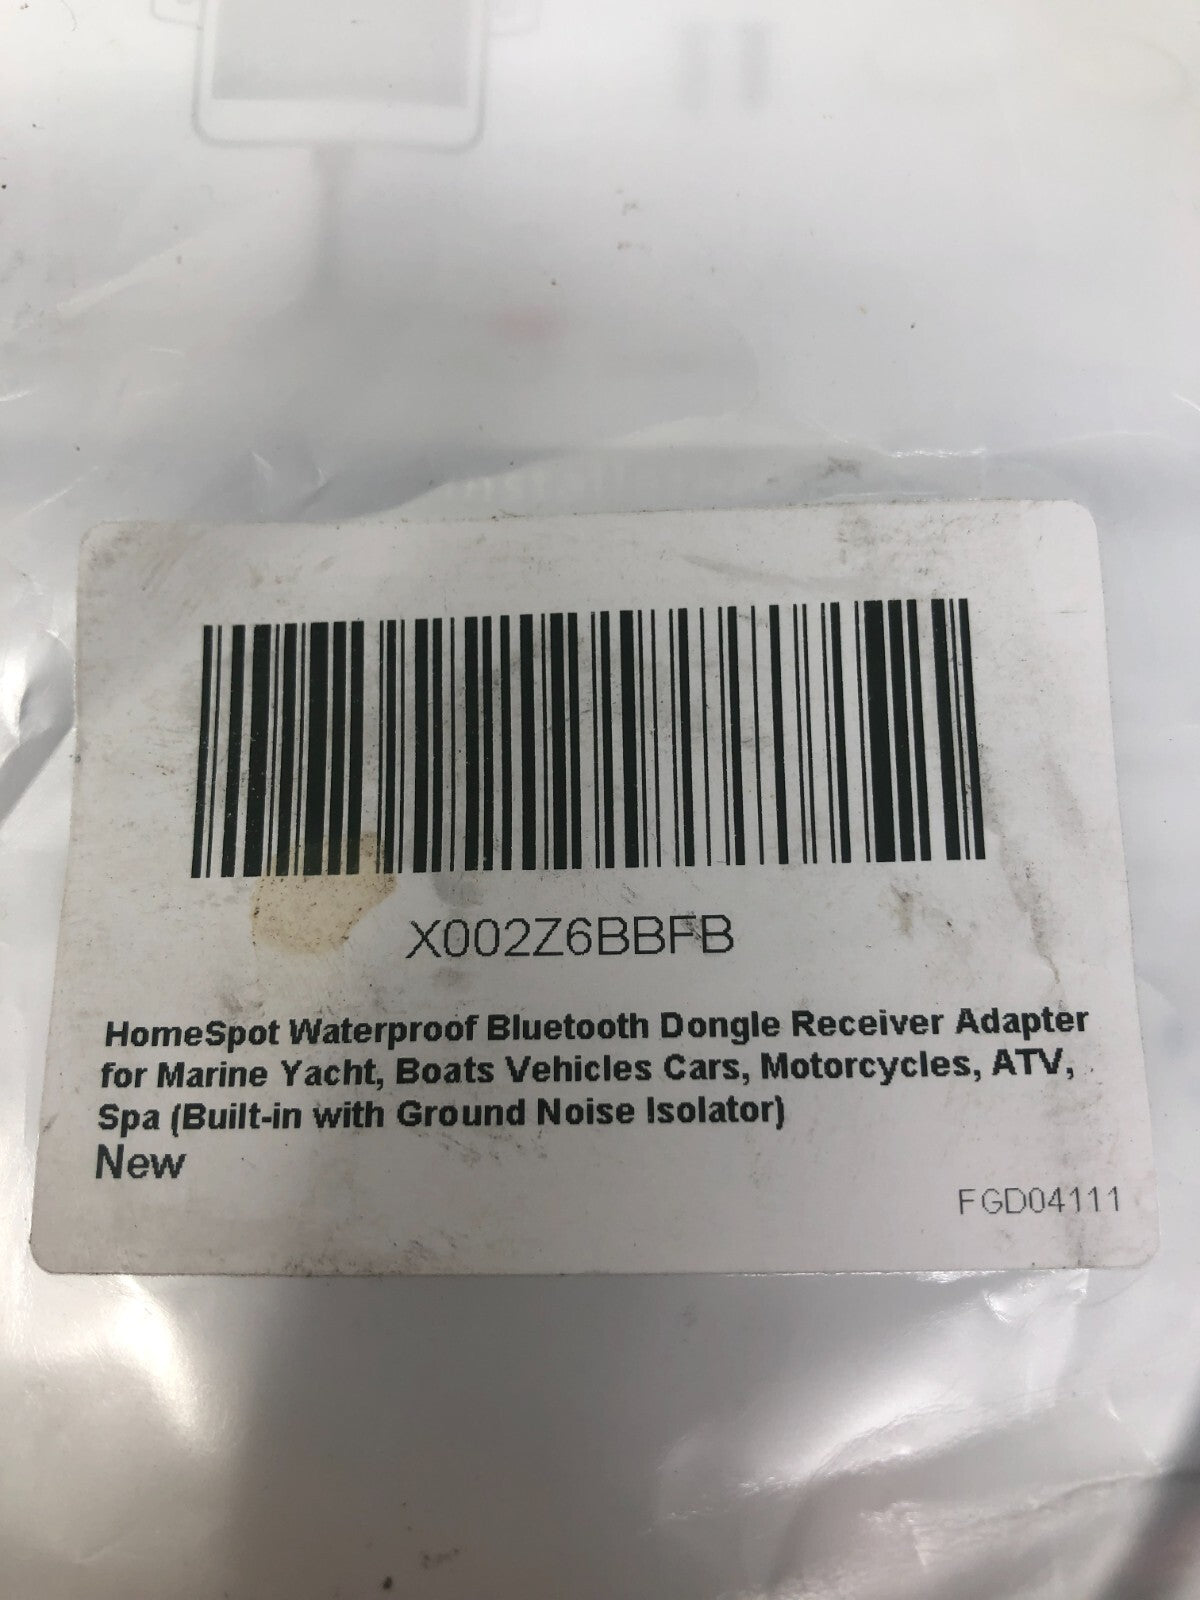 X002Z6BBFB
HomeSpot Waterproof Bluetooth Dongle Receiver Adapter
for Marine Yacht, Boats Vehicles Cars, Motorcycles, ATV,
Spa (Built-in with Ground Noise Isolator)
New
FGD04111